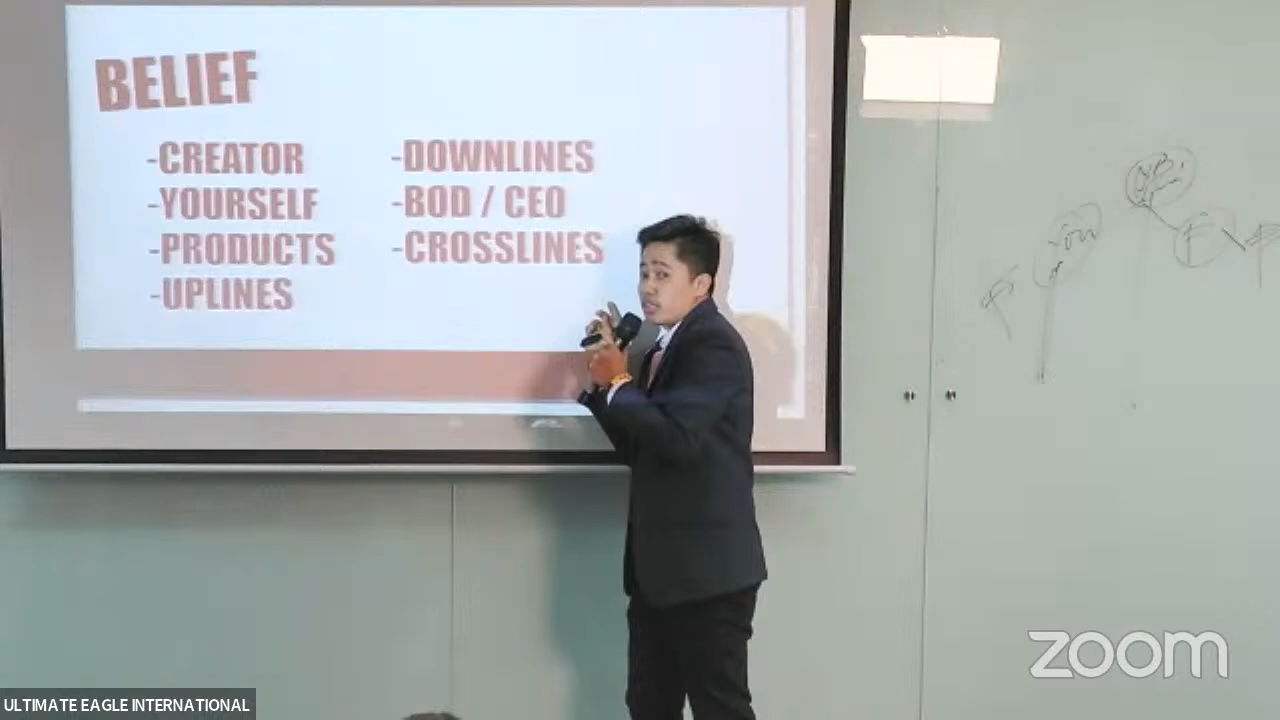 BELIEF
-CREATOR
-YOURSELF
-PRODUCTS
-UPLINES
-DOWNLINES
-BOD / CEO
-CROSSLINES
zoom
ULTIMATE EAGLE INTERNATIONAL